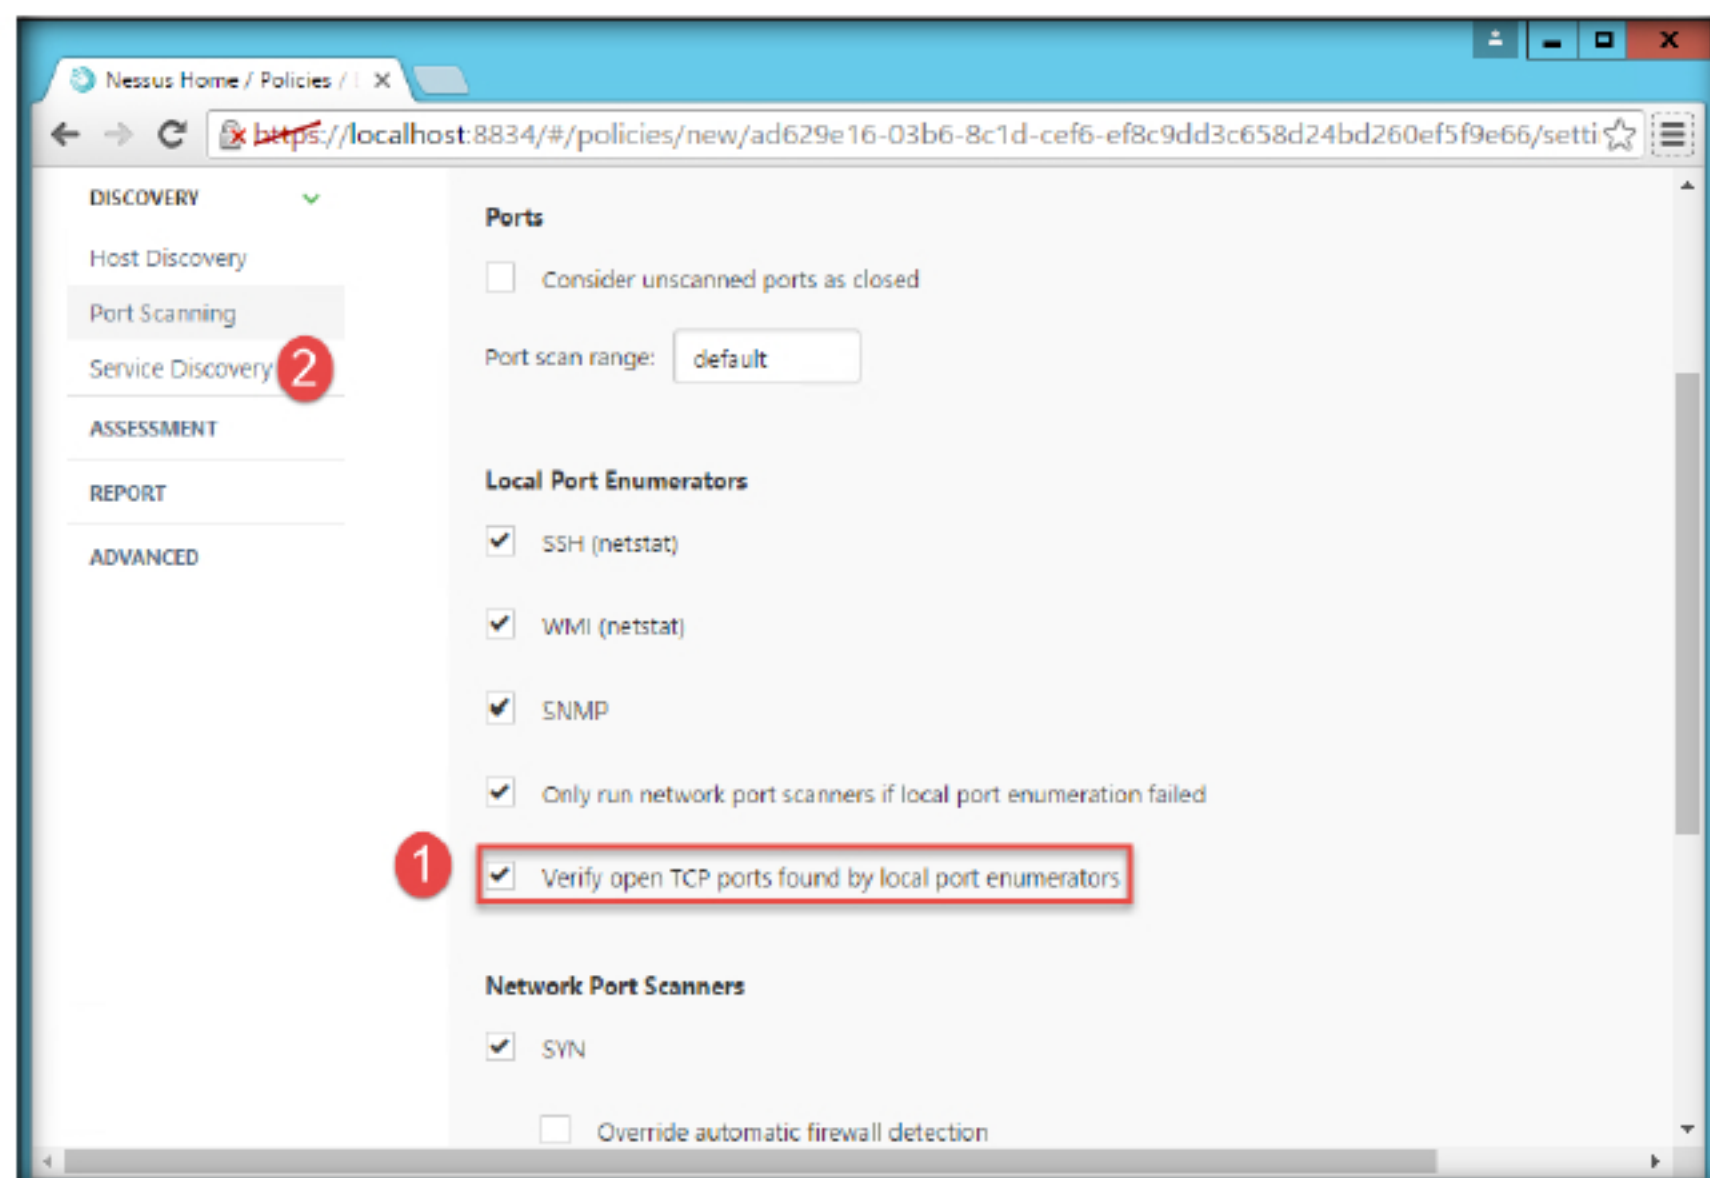 Nessus Home / Policies /
https://localhost:8834/#/policies/new/ad629e16-03b6-8c1d-cef6-ef8c9dd3c658d24bd260ef5f9e66/setti
DISCOVERY
Host Discovery
Port Scanning
Service Discovery
2
ASSESSMENT
REPORT
ADVANCED
Ports
Consider unscanned ports as closed
Port scan range: default
Local Port Enumerators
SSH (netstat)
WMI (netstat)
SNMP
Only run network port scanners if local port enumeration failed
1
Verify open TCP ports found by local port enumerators
Network Port Scanners
SYN
Override automatic firewall detection